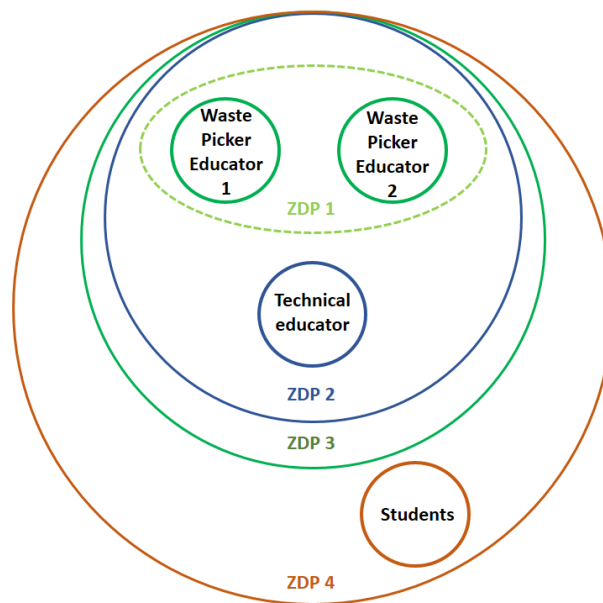 Waste
Picker
Educator
1
Waste
Picker
Educator
2
ZDP 1
Technical
educator
ZDP 2
ZDP 3
Students
ZDP 4